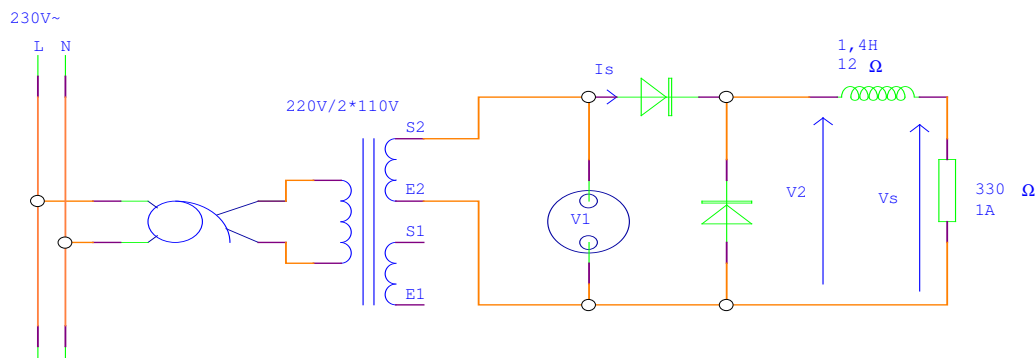 230V~
L N
220V/2*110V
S2
E2
S1
E1
V1
Is
V2
1,4H
12 Ω
Vs
330 Ω
1A